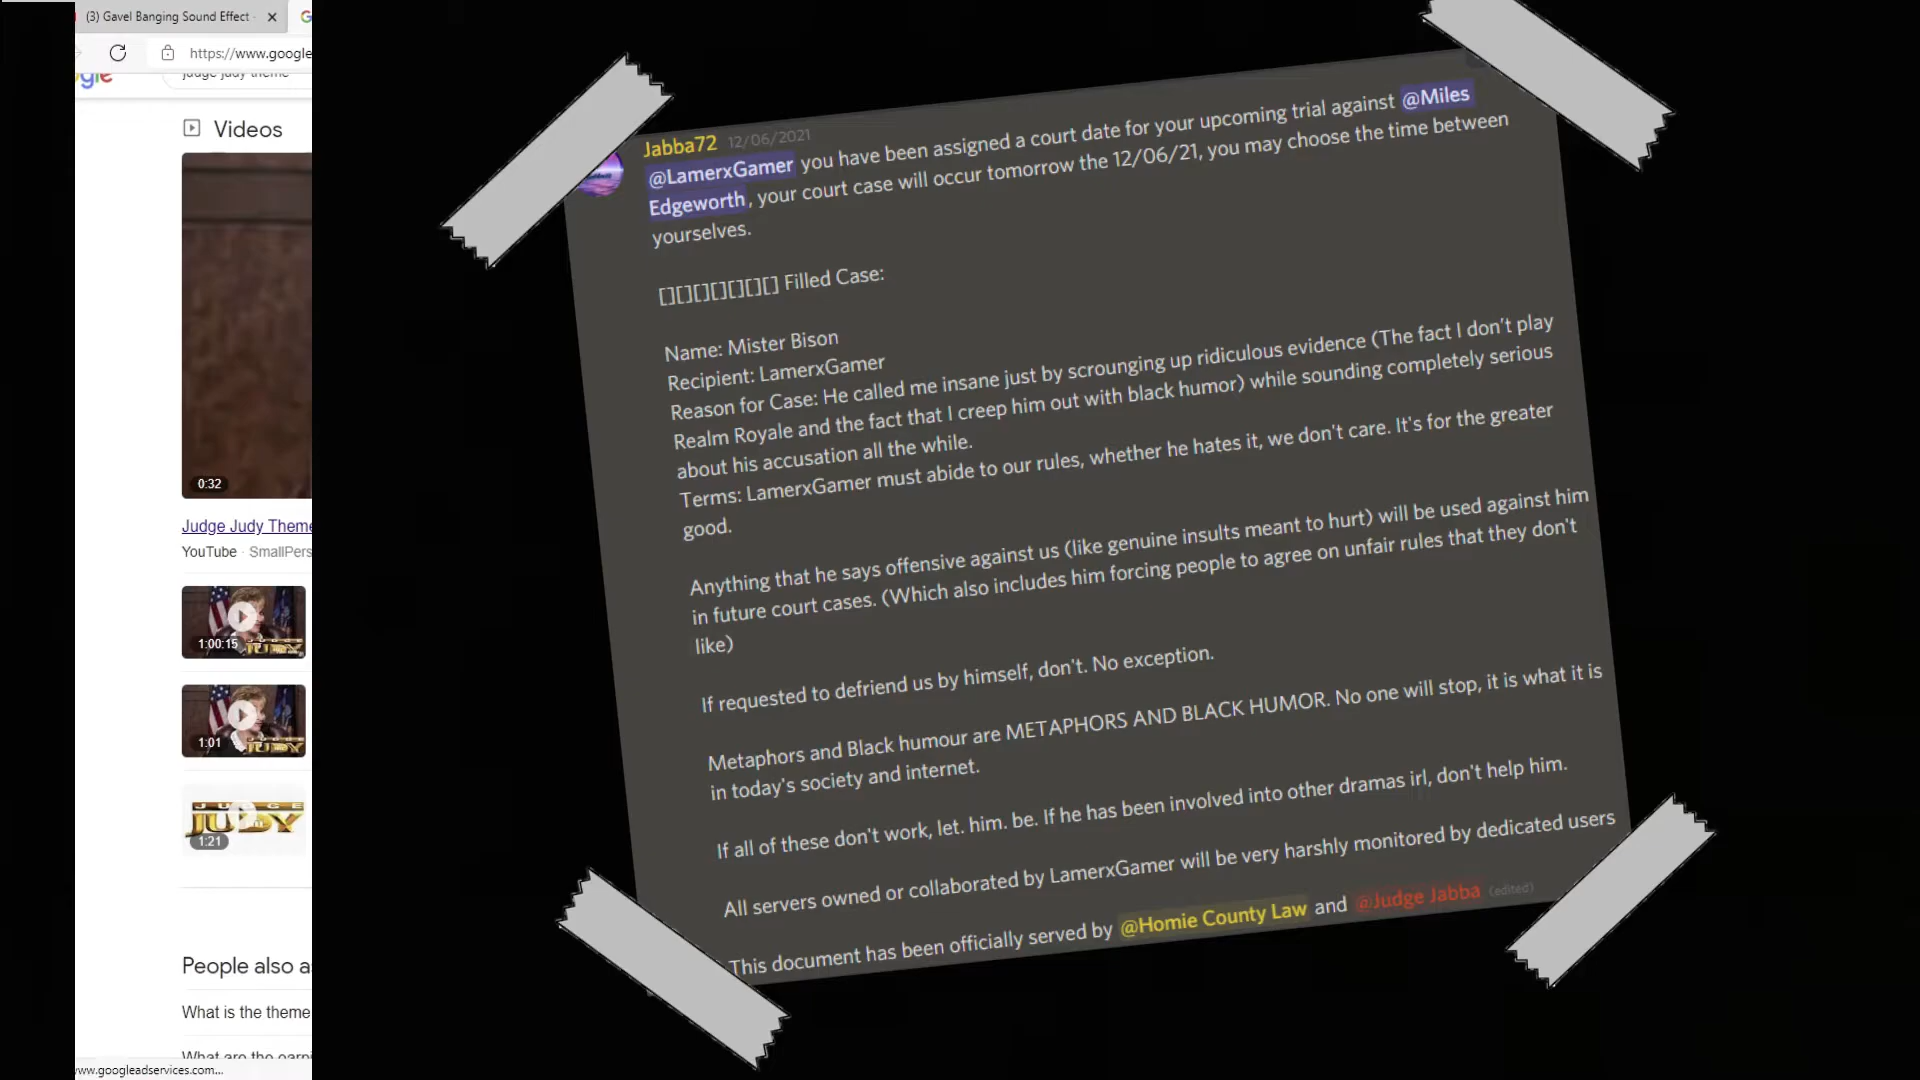 (3) Gavel Banging Sound Effect
https://www.google
judge judy theme
Videos
0:32
Judge Judy Theme
YouTube · SmallPers
1:00:15
JUDY
1:01
JUDY
JUDGE
JUDY
1:21
People also a
What is the theme
What are the earni
www.googleadservices.com...
Jabba72 12/06/2021
@LamerxGamer you have been assigned a court date for your upcoming trial against @Miles
Edgeworth, your court case will occur tomorrow the 12/06/21, you may choose the time between
yourselves.
[][][][][][][] Filled Case:
Name: Mister Bison
Recipient: LamerxGamer
Reason for Case: He called me insane just by scrounging up ridiculous evidence (The fact I don't play
Realm Royale and the fact that I creep him out with black humor) while sounding completely serious
about his accusation all the while.
Terms: LamerxGamer must abide to our rules, whether he hates it, we don't care. It's for the greater
good.
Anything that he says offensive against us (like genuine insults meant to hurt) will be used against him
in future court cases. (Which also includes him forcing people to agree on unfair rules that they don't
like)
If requested to defriend us by himself, don't. No exception.
Metaphors and Black humour are METAPHORS AND BLACK HUMOR. No one will stop, it is what it is
in today's society and internet.
If all of these don't work, let. him. be. If he has been involved into other dramas irl, don't help him.
All servers owned or collaborated by LamerxGamer will be very harshly monitored by dedicated users
This document has been officially served by @Homie County Law and @Judge Jabba (edited)